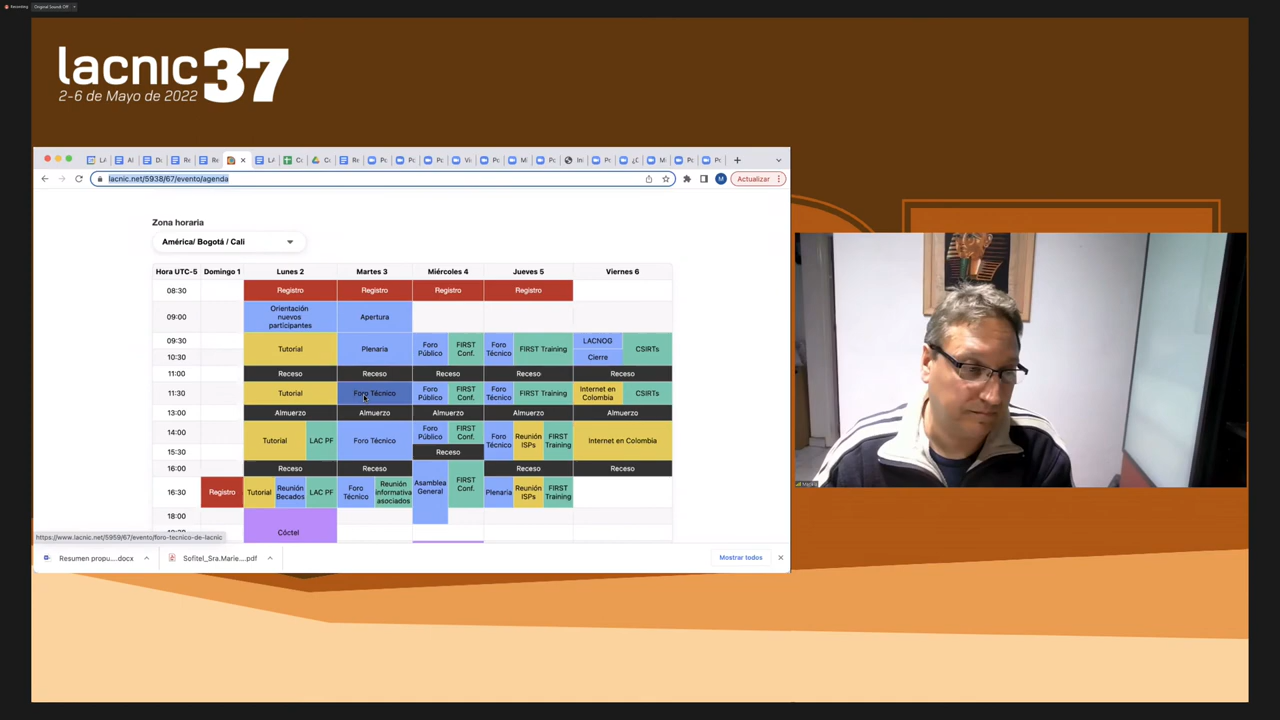 Recording
Original Sound: Off
lacnic 37
2-6 de Mayo de 2022
lacnic.net/5938/67/evento/agenda
Actualizar
Zona horaria
América/ Bogotá / Cali
Hora UTC-5 Domingo 1 Lunes 2 Martes 3 Miércoles 4 Jueves 5 Viernes 6
08:30 Registro Registro Registro Registro
09:00 Orientación nuevos participantes Apertura
09:30 Tutorial Plenaria Foro Público FIRST Conf. Foro Técnico FIRST Training LACNOG CSIRTs
10:30 Cierre
11:00 Receso Receso Receso Receso Receso
11:30 Tutorial Foro Técnico Foro Público FIRST Conf. Foro Técnico FIRST Training Internet en Colombia CSIRTs
13:00 Almuerzo Almuerzo Almuerzo Almuerzo Almuerzo
14:00 Tutorial LAC PF Foro Técnico Foro Público FIRST Conf. Foro Técnico Reunión ISPs FIRST Training Internet en Colombia
15:30 Receso
16:00 Receso Receso Receso Receso
16:30 Registro Tutorial Reunión Becados LAC PF Foro Técnico Reunión informativa asociados Asamblea General FIRST Conf. Plenaria Reunión ISPs FIRST Training
18:00
Cóctel
https://www.lacnic.net/5959/67/evento/foro-tecnico-de-lacnic
Resumen propu....docx
Sofitel_Sra.Marie....pdf
Mostrar todos